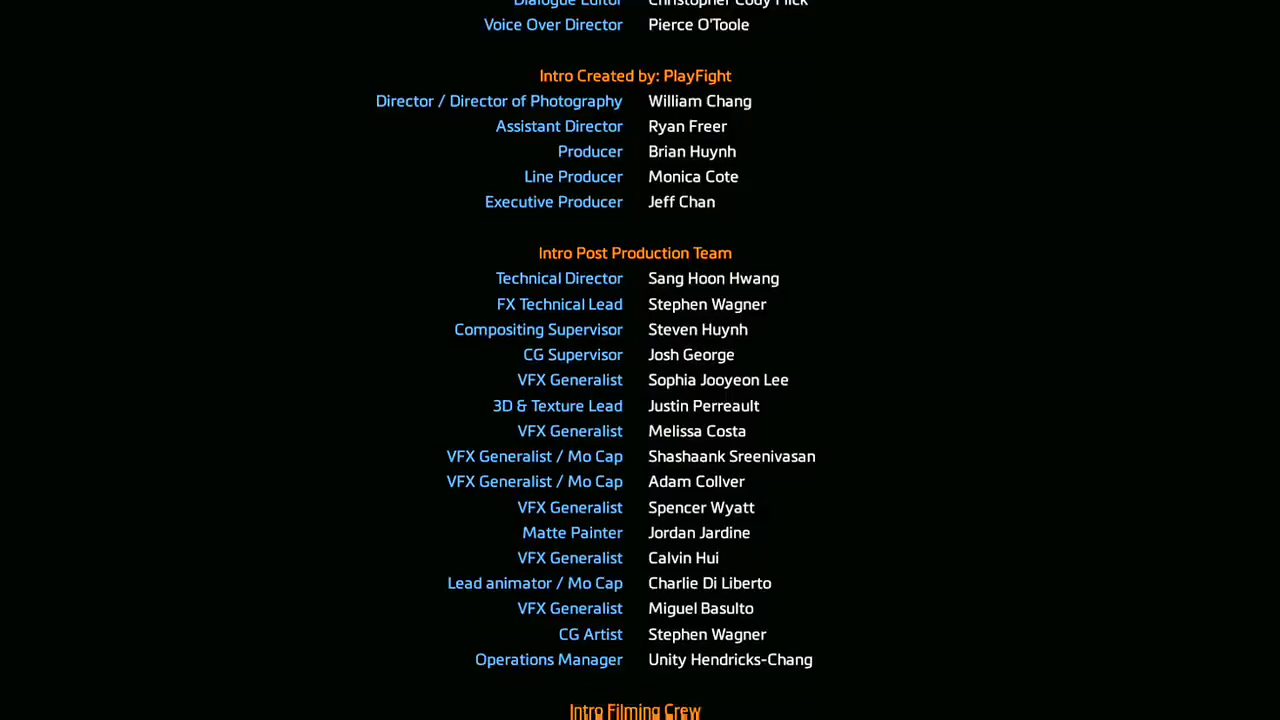 Dialogue Editor Christopher Cody Flick
Voice Over Director Pierce O'Toole
Intro Created by: PlayFight
Director / Director of Photography William Chang
Assistant Director Ryan Freer
Producer Brian Huynh
Line Producer Monica Cote
Executive Producer Jeff Chan
Intro Post Production Team
Technical Director Sang Hoon Hwang
FX Technical Lead Stephen Wagner
Compositing Supervisor Steven Huynh
CG Supervisor Josh George
VFX Generalist Sophia Jooyeon Lee
3D & Texture Lead Justin Perreault
VFX Generalist Melissa Costa
VFX Generalist / Mo Cap Shashaank Sreenivasan
VFX Generalist / Mo Cap Adam Collver
VFX Generalist Spencer Wyatt
Matte Painter Jordan Jardine
VFX Generalist Calvin Hui
Lead animator / Mo Cap Charlie Di Liberto
VFX Generalist Miguel Basulto
CG Artist Stephen Wagner
Operations Manager Unity Hendricks-Chang
Intro Filming Crew